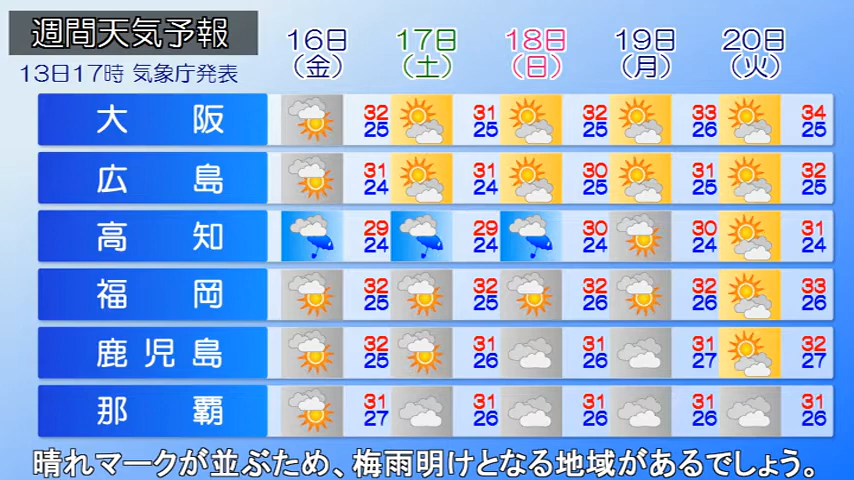 週間天気予報
13日17時 気象庁発表
16日 17日 18日 19日 20日
（金） （土） （日） （月） （火）
大阪 32 25 31 25 32 25 33 26 34 25
広島 31 24 31 24 30 25 31 25 32 25
高知 29 24 29 24 30 24 30 24 31 24
福岡 32 25 32 25 32 26 32 26 33 26
鹿児島 32 25 31 26 31 26 31 27 32 27
那覇 31 27 31 26 31 26 31 26 31 26
晴れマークが並ぶため、梅雨明けとなる地域があるでしょう。